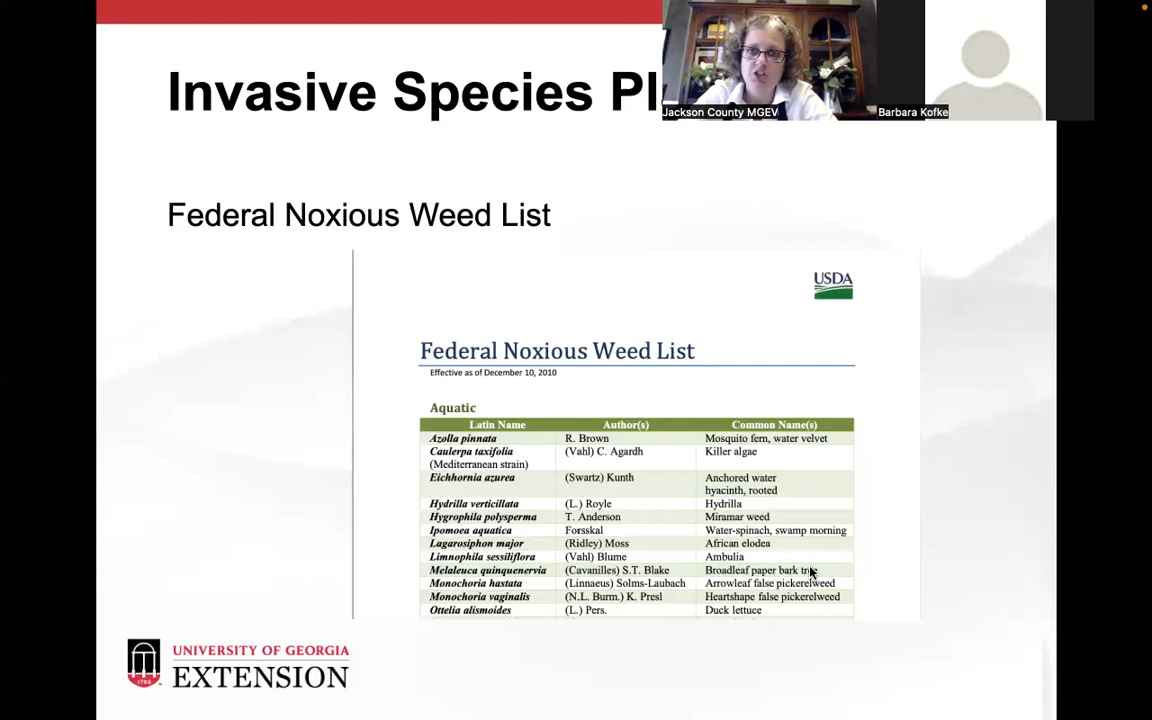 Invasive Species Pl
Jackson County MGEV
Barbara Kofke
Federal Noxious Weed List
USDA
Federal Noxious Weed List
Effective as of December 10, 2010
Aquatic
Latin Name Author(s) Common Name(s)
Azolla pinnata R. Brown Mosquito fern, water velvet
Caulerpa taxifolia (Vahl) C. Agardh Killer algae
(Mediterranean strain)
Eichhornia azurea (Swartz) Kunth Anchored water
hyacinth, rooted
Hydrilla verticillata (L.) Royle Hydrilla
Hygrophila polysperma T. Anderson Miramar weed
Ipomoea aquatica Forsskal Water-spinach, swamp morning
Lagarosiphon major (Ridley) Moss African elodea
Limnophila sessiliflora (Vahl) Blume Ambulia
Melaleuca quinquenervia (Cavanilles) S.T. Blake Broadleaf paper bark tree
Monochoria hastata (Linnaeus) Solms-Laubach Arrowleaf false pickerelweed
Monochoria vaginalis (N.L. Burm.) K. Presl Heartshape false pickerelweed
Ottelia alismoides (L.) Pers. Duck lettuce
1785
UNIVERSITY OF GEORGIA
EXTENSION